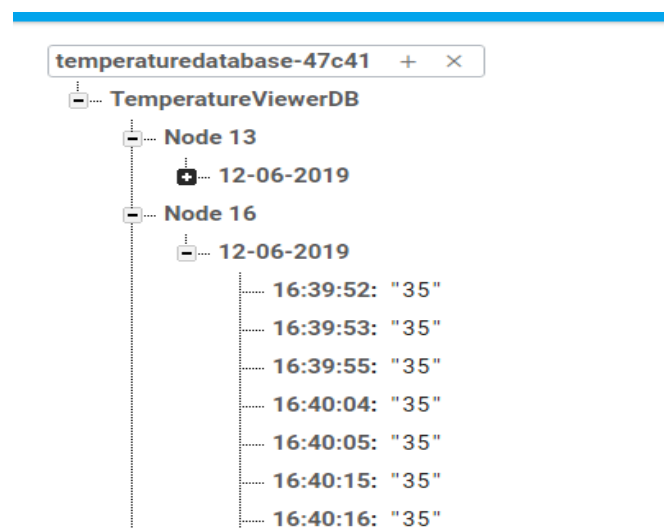 temperaturedatabase-47c41 + ×
TemperatureViewerDB
Node 13
12-06-2019
Node 16
12-06-2019
16:39:52: "35"
16:39:53: "35"
16:39:55: "35"
16:40:04: "35"
16:40:05: "35"
16:40:15: "35"
16:40:16: "35"